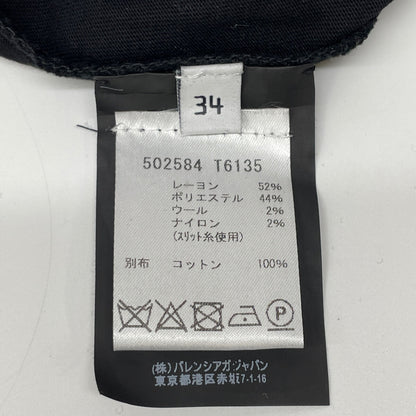 34
502584 T6135
レーヨン 52%
ポリエステル 44%
ウール 2%
ナイロン 2%
(スリット糸使用)
別布 コットン 100%
(株)バレンシアガジャパン
東京都港区赤坂7-1-16